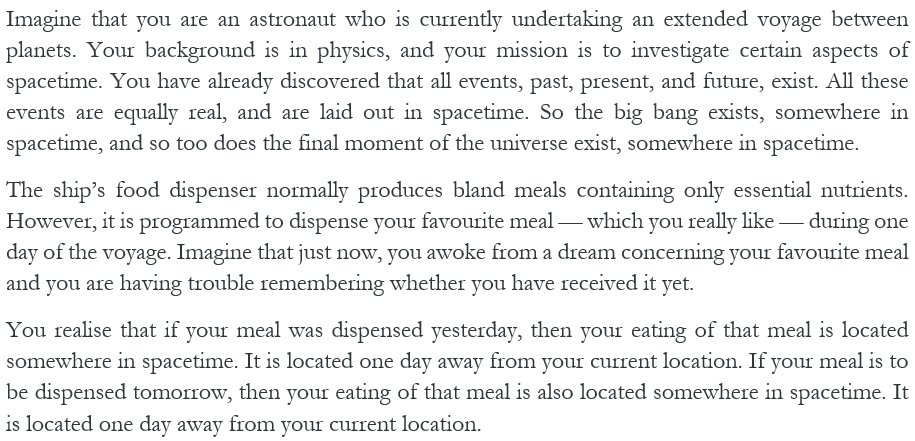 Imagine that you are an astronaut who is currently undertaking an extended voyage between
planets. Your background is in physics, and your mission is to investigate certain aspects of
spacetime. You have already discovered that all events, past, present, and future, exist. All these
events are equally real, and are laid out in spacetime. So the big bang exists, somewhere in
spacetime, and so too does the final moment of the universe exist, somewhere in spacetime.
The ship’s food dispenser normally produces bland meals containing only essential nutrients.
However, it is programmed to dispense your favourite meal — which you really like — during one
day of the voyage. Imagine that just now, you awoke from a dream concerning your favourite meal
and you are having trouble remembering whether you have received it yet.
You realise that if your meal was dispensed yesterday, then your eating of that meal is located
somewhere in spacetime. It is located one day away from your current location. If your meal is to
be dispensed tomorrow, then your eating of that meal is also located somewhere in spacetime. It
is located one day away from your current location.